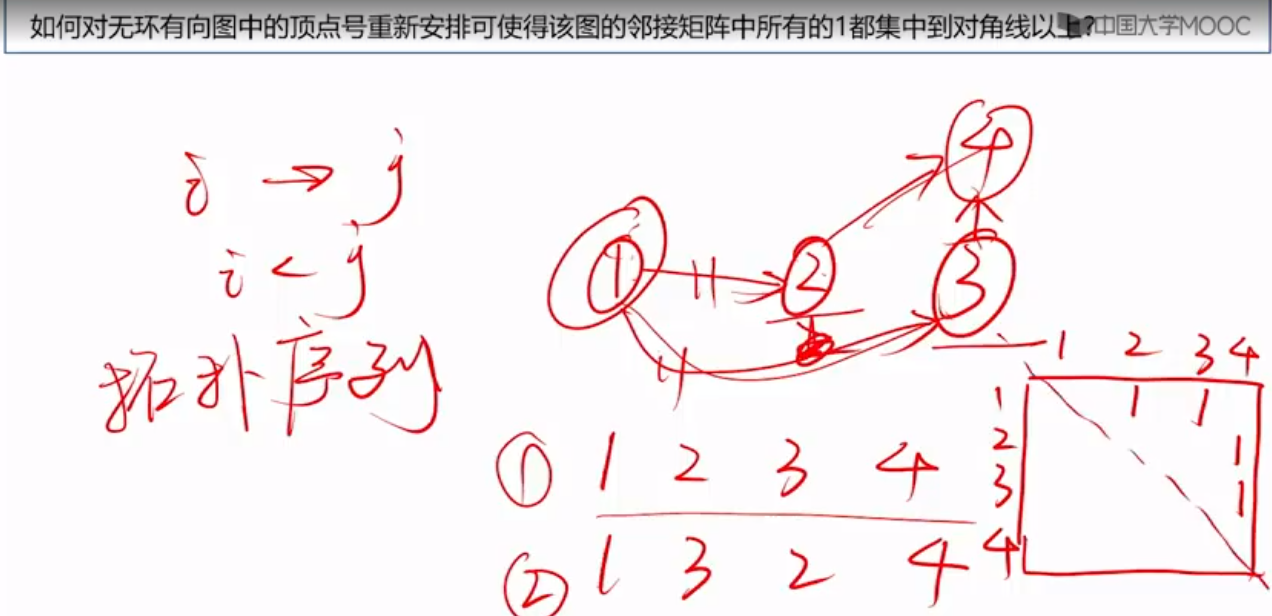 如何对无环有向图中的顶点号重新安排可使得该图的邻接矩阵中所有的1都集中到对角线以上?
中国大学MOOC
i → j
i < j
拓扑序列
4
1 2 3
1 2 3 4
1 1 1
2 1
3 1
4
① 1 2 3 4
② 1 3 2 4